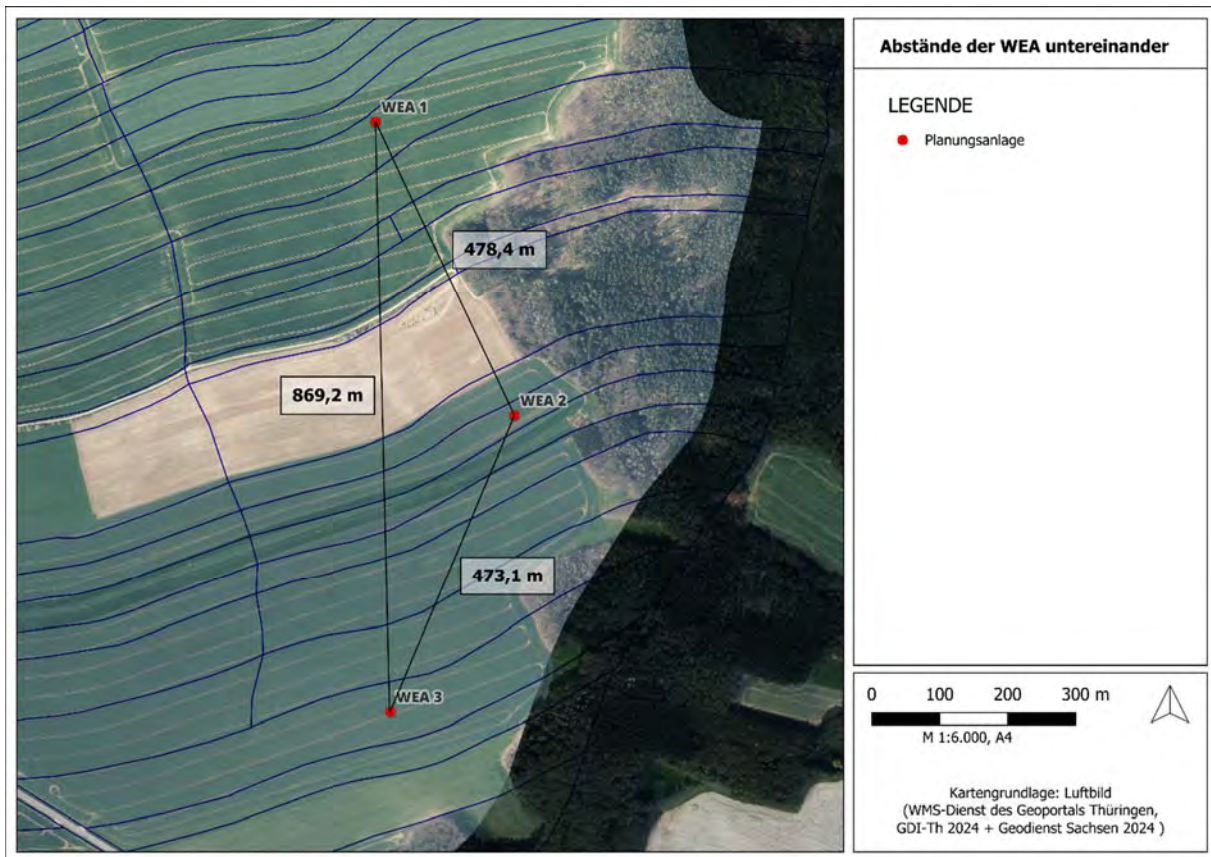 WEA 1
478,4 m
869,2 m
WEA 2
473,1 m
WEA 3
Abstände der WEA untereinander
LEGENDE
Planungsanlage
0 100 200 300 m
M 1:6.000, A4
Kartengrundlage: Luftbild
(WMS-Dienst des Geoportals Thüringen,
GDI-Th 2024 + Geodienst Sachsen 2024 )